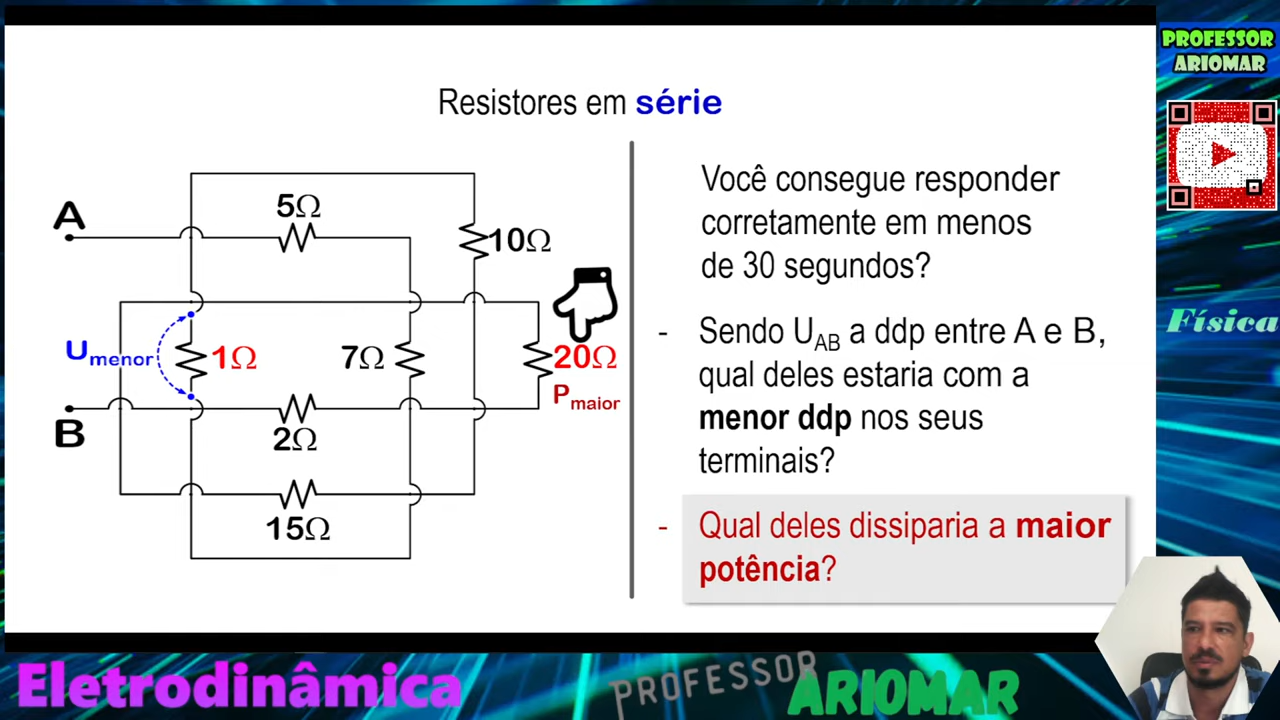 PROFESSOR
ARIOMAR
Resistores em série
A
5Ω
10Ω
Umenor
1Ω
7Ω
20Ω
Pmaior
B
2Ω
15Ω
Você consegue responder
corretamente em menos
de 30 segundos?
- Sendo UAB a ddp entre A e B,
qual deles estaria com a
menor ddp nos seus
terminais?
- Qual deles dissiparia a maior
potência?
Física
Eletrodinâmica
PROFESSOR
ARIOMAR